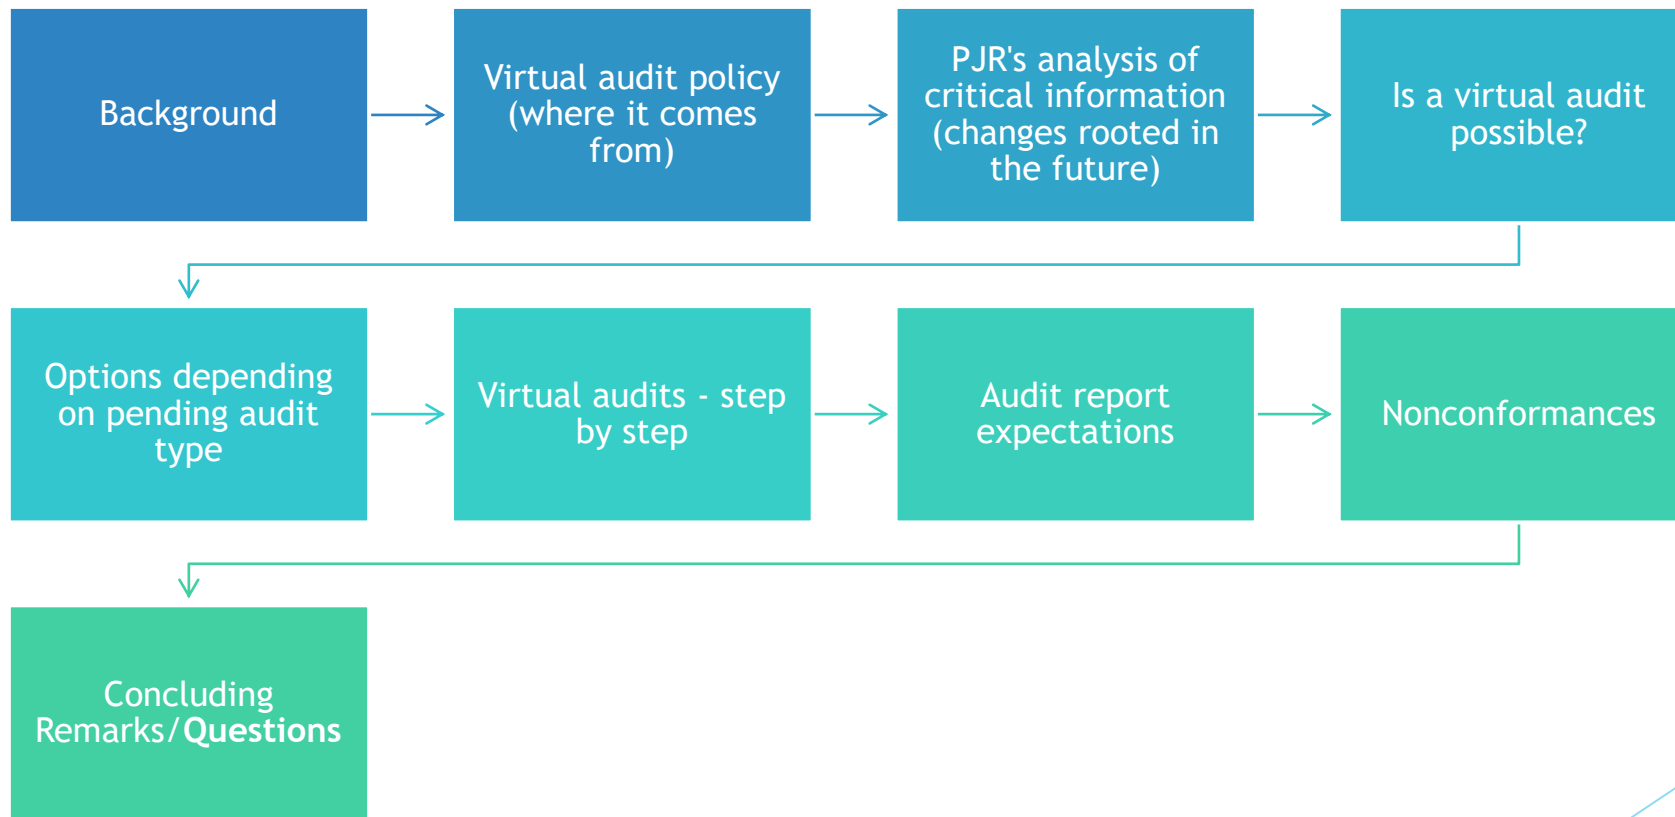 Background
Virtual audit policy
(where it comes
from)
PJR's analysis of
critical information
(changes rooted in
the future)
Is a virtual audit
possible?
Options depending
on pending audit
type
Virtual audits - step
by step
Audit report
expectations
Nonconformances
Concluding
Remarks/Questions